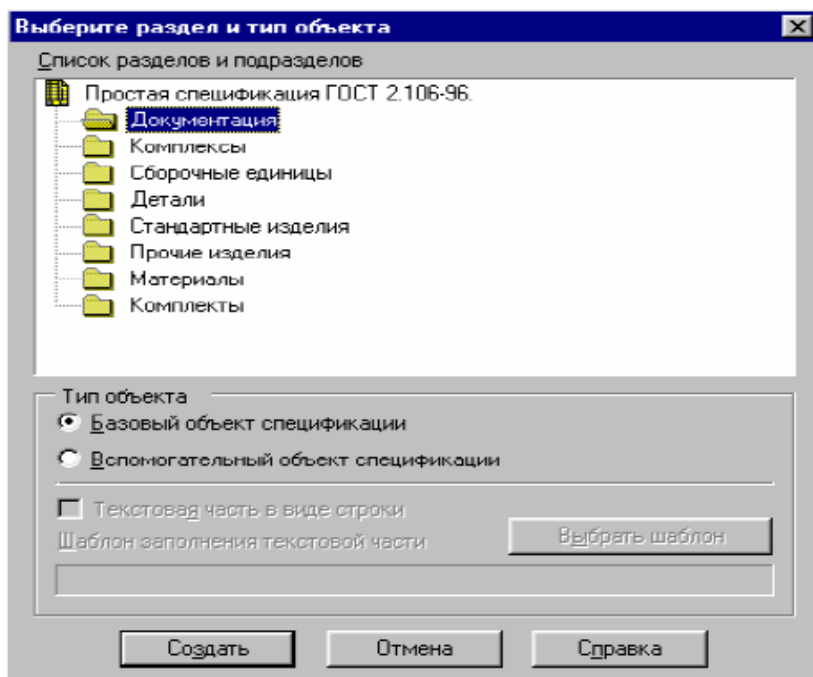 Выберите раздел и тип объекта
Список разделов и подразделов
Простая спецификация ГОСТ 2.106-96.
Документация
Комплексы
Сборочные единицы
Детали
Стандартные изделия
Прочие изделия
Материалы
Комплекты
Тип объекта
Базовый объект спецификации
Вспомогательный объект спецификации
Текстовая часть в виде строки
Шаблон заполнения текстовой части
Выбрать шаблон
Создать
Отмена
Справка